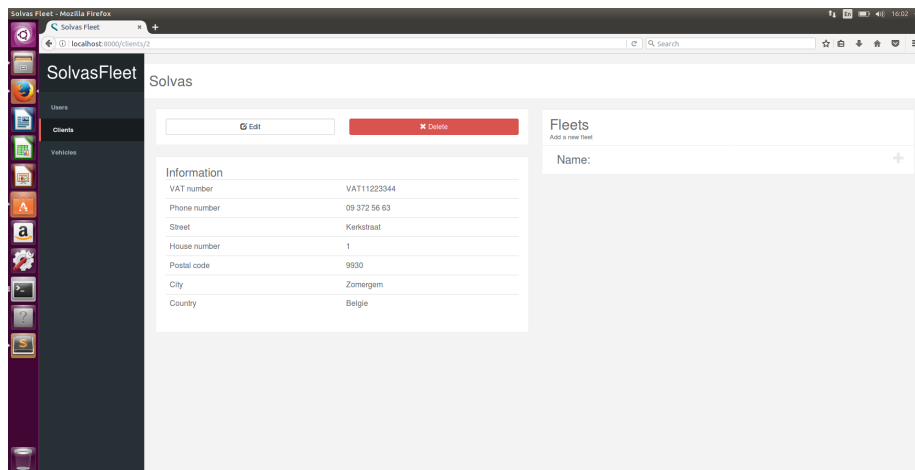 Solvas Fleet - Mozilla Firefox
En 16:02
Solvas Fleet × +
localhost:8000/clients/2
Search
SolvasFleet
Solvas
Users
Clients
Vehicles
Edit
Delete
Fleets
Add a new fleet
Name:
Information
VAT number VAT11223344
Phone number 09 372 56 63
Street Kerkstraat
House number 1
Postal code 9930
City Zomergem
Country Belgie